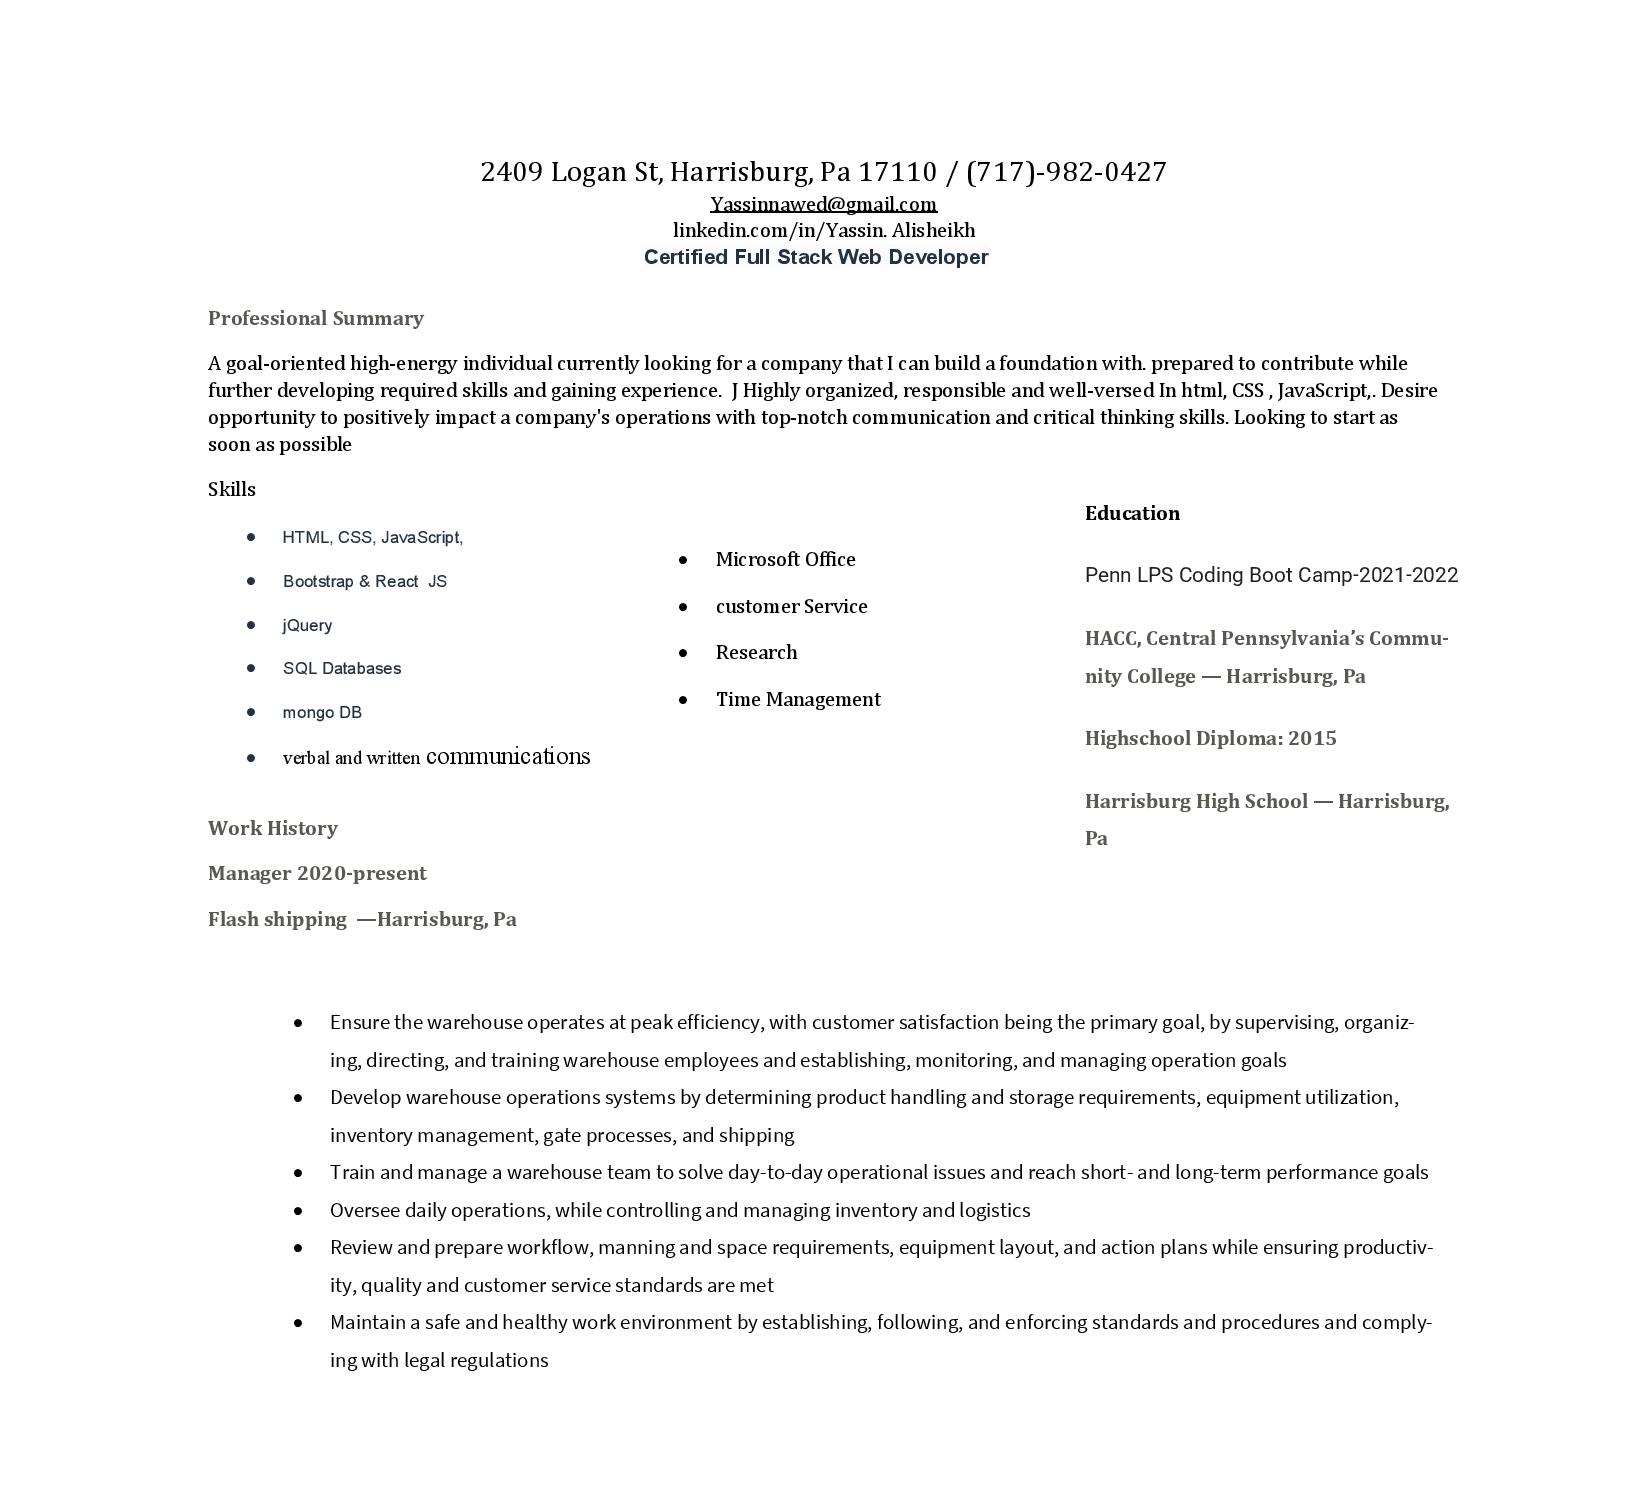 2409 Logan St, Harrisburg, Pa 17110 / (717)-982-0427
Yassinnawed@gmail.com
linkedin.com/in/Yassin. Alisheikh
Certified Full Stack Web Developer
Professional Summary
A goal-oriented high-energy individual currently looking for a company that I can build a foundation with. prepared to contribute while
further developing required skills and gaining experience.  J Highly organized, responsible and well-versed In html, CSS , JavaScript,. Desire
opportunity to positively impact a company's operations with top-notch communication and critical thinking skills. Looking to start as
soon as possible
Skills
• HTML, CSS, JavaScript,
• Bootstrap & React  JS
• jQuery
• SQL Databases
• mongo DB
• verbal and written communications
• Microsoft Office
• customer Service
• Research
• Time Management
Education
Penn LPS Coding Boot Camp-2021-2022
HACC, Central Pennsylvania’s Commu-
nity College — Harrisburg, Pa
Highschool Diploma: 2015
Harrisburg High School — Harrisburg,
Pa
Work History
Manager 2020-present
Flash shipping  —Harrisburg, Pa
• Ensure the warehouse operates at peak efficiency, with customer satisfaction being the primary goal, by supervising, organiz-
ing, directing, and training warehouse employees and establishing, monitoring, and managing operation goals
• Develop warehouse operations systems by determining product handling and storage requirements, equipment utilization,
inventory management, gate processes, and shipping
• Train and manage a warehouse team to solve day-to-day operational issues and reach short- and long-term performance goals
• Oversee daily operations, while controlling and managing inventory and logistics
• Review and prepare workflow, manning and space requirements, equipment layout, and action plans while ensuring productiv-
ity, quality and customer service standards are met
• Maintain a safe and healthy work environment by establishing, following, and enforcing standards and procedures and comply-
ing with legal regulations